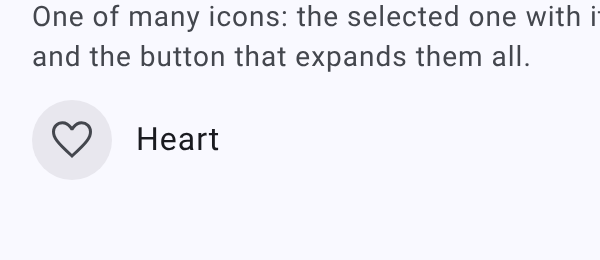 One of many icons: the selected one with
and the button that expands them all.
Heart